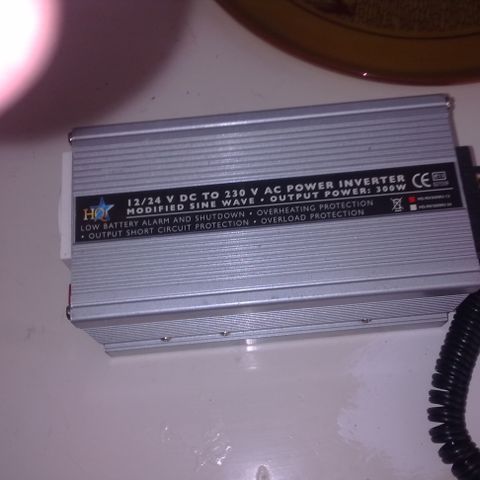 12/24 V DC TO 230 V AC POWER INVERTER
MODIFIED SINE WAVE • OUTPUT POWER: 300W
HQ
LOW BATTERY ALARM AND SHUTDOWN • OVERHEATING PROTECTION
• OUTPUT SHORT CIRCUIT PROTECTION • OVERLOAD PROTECTION
CE